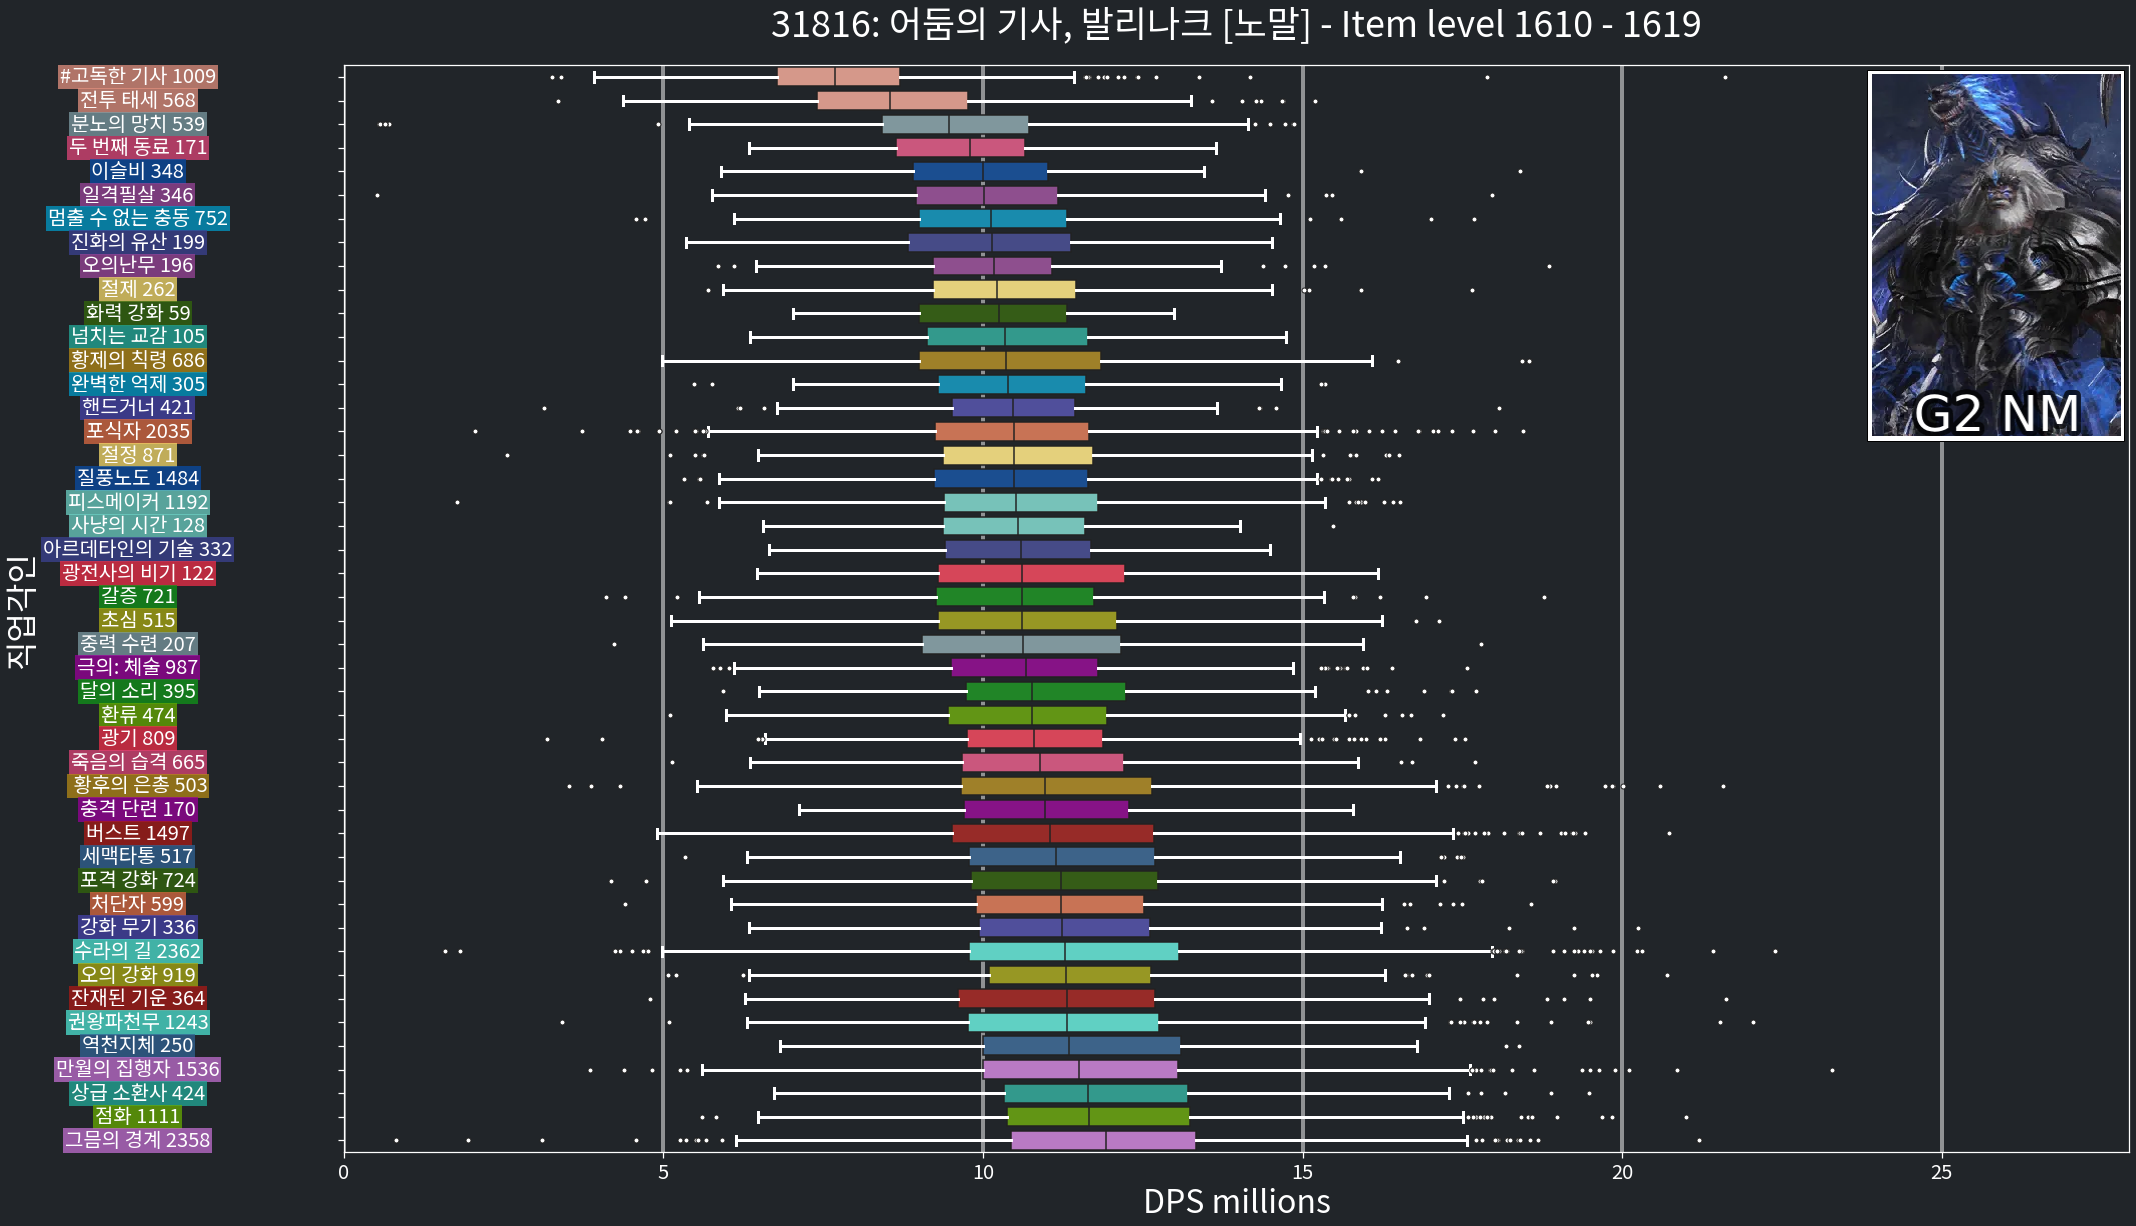 31816: 어둠의 기사, 발리나크 [노말] - Item level 1610 - 1619
#고독한 기사 1009
전투 태세 568
분노의 망치 539
두 번째 동료 171
이슬비 348
일격필살 346
멈출 수 없는 충동 752
진화의 유산 199
오의난무 196
절제 262
화력 강화 59
넘치는 교감 105
황제의 칙령 686
완벽한 억제 305
핸드거너 421
포식자 2035
절정 871
질풍노도 1484
피스메이커 1192
사냥의 시간 128
아르데타인의 기술 332
광전사의 비기 122
갈증 721
초심 515
중력 수련 207
극의: 체술 987
달의 소리 395
환류 474
광기 809
죽음의 습격 665
황후의 은총 503
충격 단련 170
버스트 1497
세맥타통 517
포격 강화 724
처단자 599
강화 무기 336
수라의 길 2362
오의 강화 919
잔재된 기운 364
권왕파천무 1243
역천지체 250
만월의 집행자 1536
상급 소환사 424
점화 1111
그믐의 경계 2358
직업각인
G2 NM
0 5 10 15 20 25
DPS millions